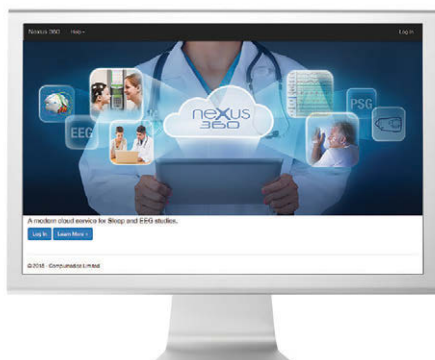 Nexus 360 Help
Log In
neXus
360
PSG
EEG
A modern cloud service for Sleep and EEG studies.
Log In Learn More »
© 2015 - Compumedics Limited